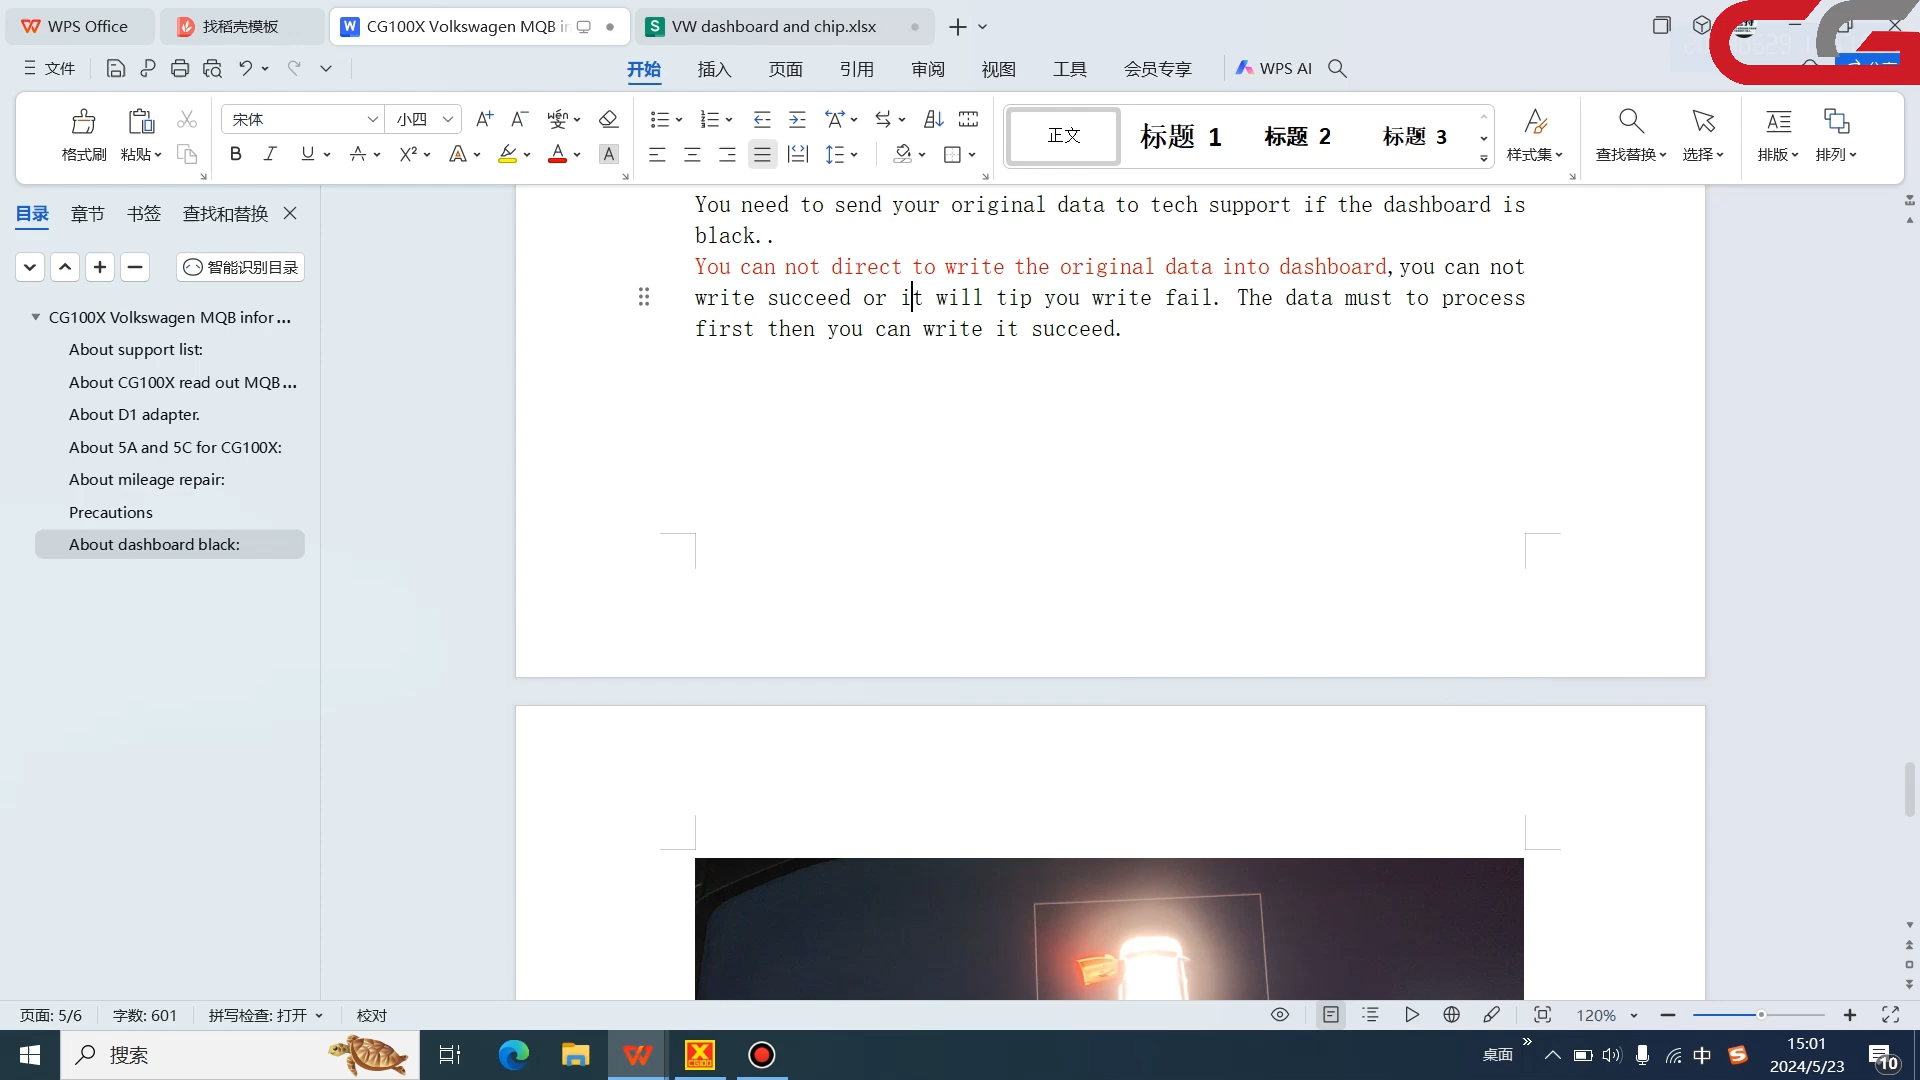 WPS Office
找稻壳模板
CG100X Volkswagen MQB in
VW dashboard and chip.xlsx
文件
开始
插入
页面
引用
审阅
视图
工具
会员专享
WPS AI
格式刷
粘贴
宋体
小四
正文
标题 1
标题 2
标题 3
样式集
查找替换
选择
排版
排列
目录
章节
书签
查找和替换
智能识别目录
CG100X Volkswagen MQB infor...
About support list:
About CG100X read out MQB...
About D1 adapter.
About 5A and 5C for CG100X:
About mileage repair:
Precautions
About dashboard black:
You need to send your original data to tech support if the dashboard is
black..
You can not direct to write the original data into dashboard,you can not
write succeed or it will tip you write fail. The data must to process
first then you can write it succeed.
页面: 5/6
字数: 601
拼写检查: 打开
校对
120%
搜索
桌面
中
15:01
2024/5/23
10
CG